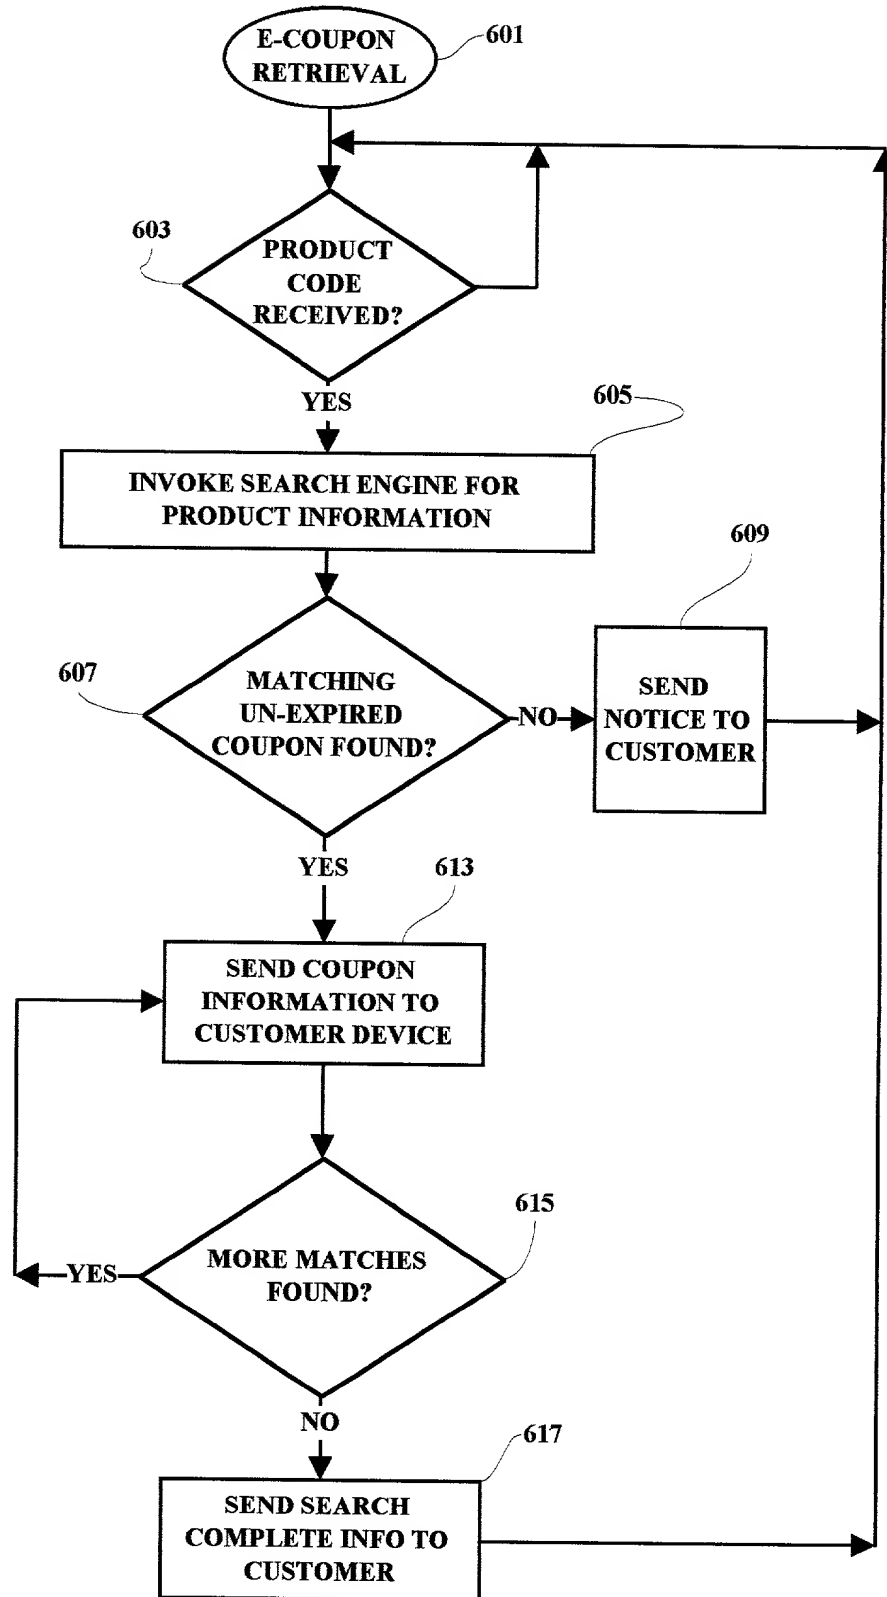 E-COUPON
RETRIEVAL
601
603
PRODUCT
CODE
RECEIVED?
YES
605
INVOKE SEARCH ENGINE FOR
PRODUCT INFORMATION
609
607
MATCHING
UN-EXPIRED
COUPON FOUND?
NO
SEND
NOTICE TO
CUSTOMER
YES
613
SEND COUPON
INFORMATION TO
CUSTOMER DEVICE
615
MORE MATCHES
FOUND?
YES
NO
617
SEND SEARCH
COMPLETE INFO TO
CUSTOMER